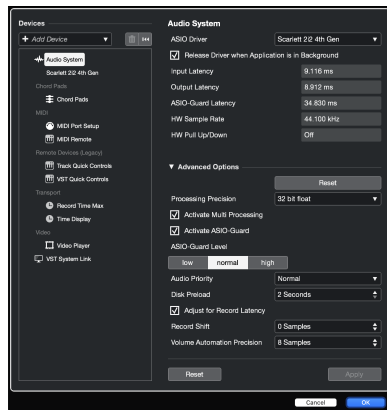 Devices
+ Add Device
Audio System
Scarlett 2i2 4th Gen
Chord Pads
Chord Pads
MIDI
MIDI Port Setup
MIDI Remote
Remote Devices (Legacy)
Track Quick Controls
VST Quick Controls
Transport
Record Time Max
Time Display
Video
Video Player
VST System Link
Audio System
ASIO Driver
Scarlett 2i2 4th Gen
Release Driver when Application is in Background
Input Latency 9.116 ms
Output Latency 8.912 ms
ASIO-Guard Latency 34.830 ms
HW Sample Rate 44.100 kHz
HW Pull Up/Down Off
Advanced Options
Reset
Processing Precision 32 bit float
Activate Multi Processing
Activate ASIO-Guard
ASIO-Guard Level
low normal high
Audio Priority Normal
Disk Preload 2 Seconds
Adjust for Record Latency
Record Shift 0 Samples
Volume Automation Precision 8 Samples
Reset Apply
Cancel OK